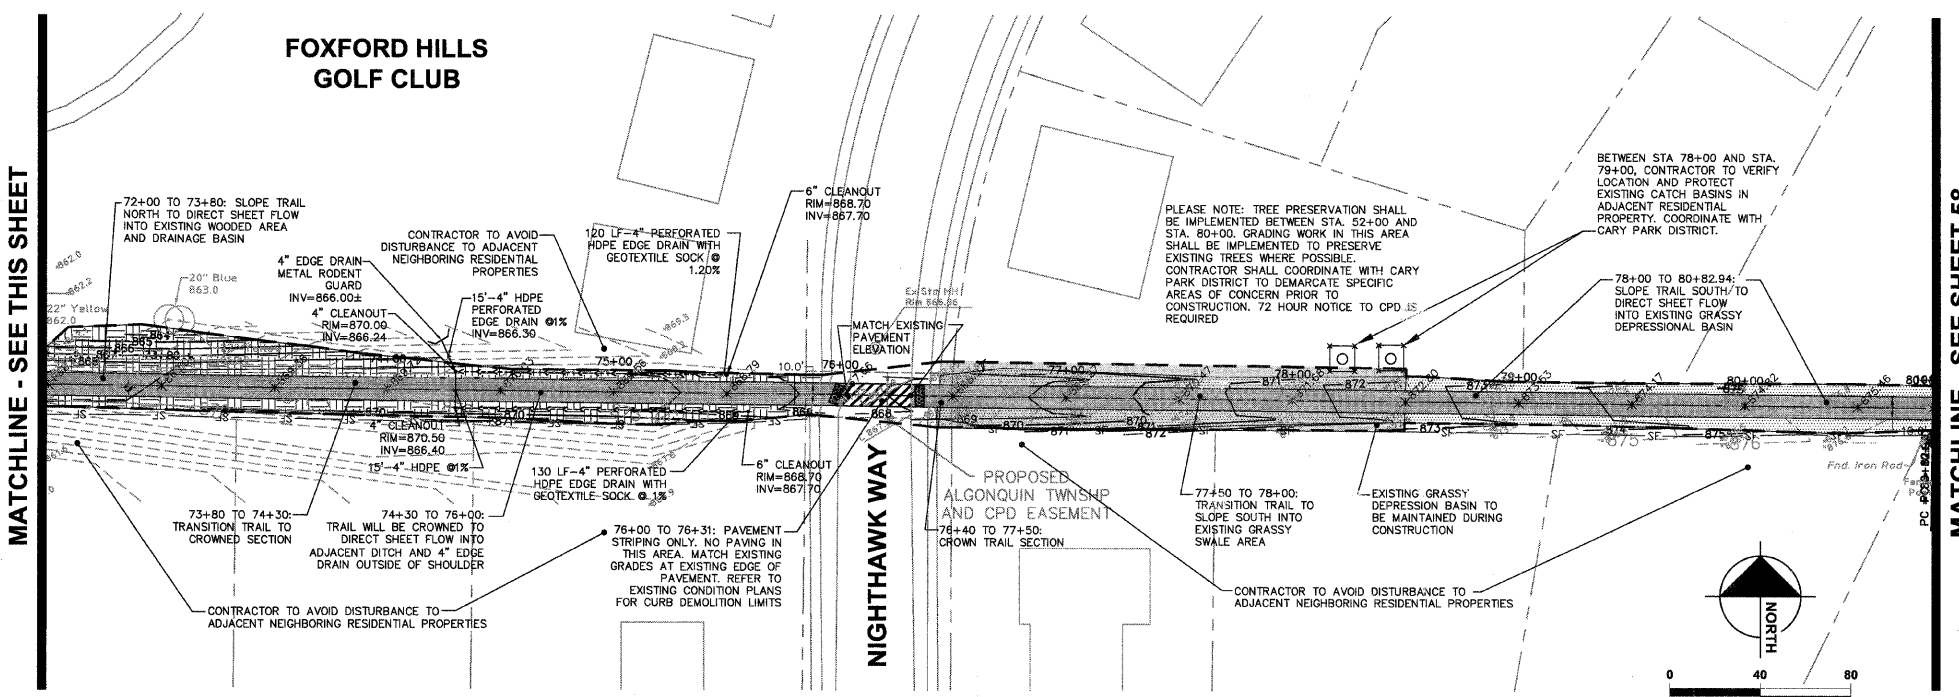 FOXFORD HILLS
GOLF CLUB
MATCHLINE - SEE THIS SHEET
72+00 TO 73+80: SLOPE TRAIL
NORTH TO DIRECT SHEET FLOW
INTO EXISTING WOODED AREA
AND DRAINAGE BASIN
862.0
862.2
20" Blue
863.0
22" Yellow
862.0
4" EDGE DRAIN
METAL RODENT
GUARD
INV=866.00±
4" CLEANOUT
RIM=870.00
INV=866.24
CONTRACTOR TO AVOID
DISTURBANCE TO ADJACENT
NEIGHBORING RESIDENTIAL
PROPERTIES
15'-4" HDPE
PERFORATED
EDGE DRAIN @1%
INV=866.30
120 LF-4" PERFORATED
HDPE EDGE DRAIN WITH
GEOTEXTILE SOCK @
1.20%
6" CLEANOUT
RIM=868.70
INV=867.70
Ex Sta MH
Rim 866.86
MATCH EXISTING
PAVEMENT
ELEVATION
PLEASE NOTE: TREE PRESERVATION SHALL
BE IMPLEMENTED BETWEEN STA. 52+00 AND
STA. 80+00. GRADING WORK IN THIS AREA
SHALL BE IMPLEMENTED TO PRESERVE
EXISTING TREES WHERE POSSIBLE.
CONTRACTOR SHALL COORDINATE WITH CARY
PARK DISTRICT TO DEMARCATE SPECIFIC
AREAS OF CONCERN PRIOR TO
CONSTRUCTION. 72 HOUR NOTICE TO CPD IS
REQUIRED
BETWEEN STA 78+00 AND STA.
79+00, CONTRACTOR TO VERIFY
LOCATION AND PROTECT
EXISTING CATCH BASINS IN
ADJACENT RESIDENTIAL
PROPERTY. COORDINATE WITH
CARY PARK DISTRICT.
78+00 TO 80+82.94:
SLOPE TRAIL SOUTH TO
DIRECT SHEET FLOW
INTO EXISTING GRASSY
DEPRESSIONAL BASIN
75+00
10.0'
76+00
77+00
78+00
79+00
80+00
871
872
873
868
869
870
871
872
873
875
876
4" CLEANOUT
RIM=870.50
INV=866.40
15'-4" HDPE @1%
130 LF-4" PERFORATED
HDPE EDGE DRAIN WITH
GEOTEXTILE SOCK @ 1%
6" CLEANOUT
RIM=868.70
INV=867.70
73+80 TO 74+30:
TRANSITION TRAIL TO
CROWNED SECTION
74+30 TO 76+00:
TRAIL WILL BE CROWNED TO
DIRECT SHEET FLOW INTO
ADJACENT DITCH AND 4" EDGE
DRAIN OUTSIDE OF SHOULDER
76+00 TO 76+31: PAVEMENT
STRIPING ONLY. NO PAVING IN
THIS AREA. MATCH EXISTING
GRADES AT EXISTING EDGE OF
PAVEMENT. REFER TO
EXISTING CONDITION PLANS
FOR CURB DEMOLITION LIMITS
CONTRACTOR TO AVOID DISTURBANCE TO
ADJACENT NEIGHBORING RESIDENTIAL PROPERTIES
NIGHTHAWK WAY
PROPOSED
ALGONQUIN TWNSHP
AND CPD EASEMENT
76+40 TO 77+50:
CROWN TRAIL SECTION
77+50 TO 78+00:
TRANSITION TRAIL TO
SLOPE SOUTH INTO
EXISTING GRASSY
SWALE AREA
EXISTING GRASSY
DEPRESSION BASIN TO
BE MAINTAINED DURING
CONSTRUCTION
CONTRACTOR TO AVOID DISTURBANCE TO
ADJACENT NEIGHBORING RESIDENTIAL PROPERTIES
Fnd. Iron Rod
NORTH
0 40 80